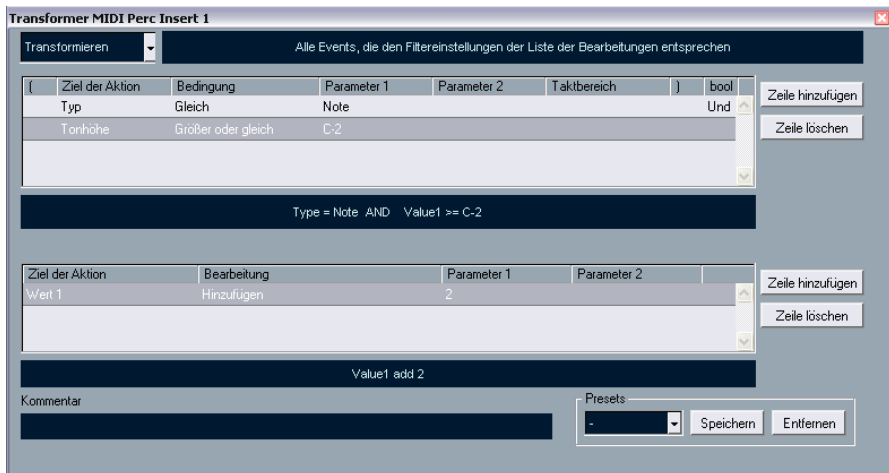 Transformer MIDI Perc Insert 1
Transformieren
Alle Events, die den Filtereinstellungen der Liste der Bearbeitungen entsprechen
( Ziel der Aktion Bedingung Parameter 1 Parameter 2 Taktbereich ) bool
Typ Gleich Note Und
Tonhöhe Größer oder gleich C-2
Zeile hinzufügen
Zeile löschen
Type = Note AND Value1 >= C-2
Ziel der Aktion Bearbeitung Parameter 1 Parameter 2
Wert 1 Hinzufügen 2
Zeile hinzufügen
Zeile löschen
Value1 add 2
Kommentar
Presets
- Speichern Entfernen